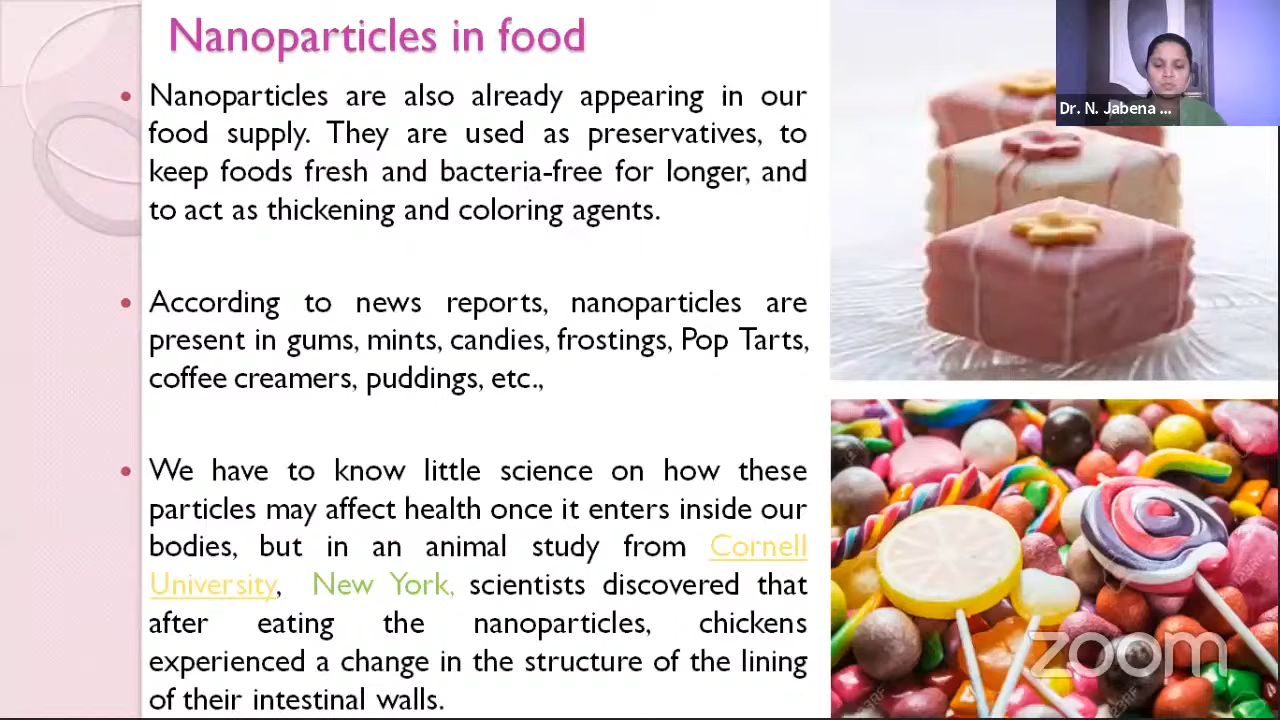 Nanoparticles in food
Dr. N. Jabena ...
• Nanoparticles are also already appearing in our
food supply. They are used as preservatives, to
keep foods fresh and bacteria-free for longer, and
to act as thickening and coloring agents.
• According to news reports, nanoparticles are
present in gums, mints, candies, frostings, Pop Tarts,
coffee creamers, puddings, etc.,
• We have to know little science on how these
particles may affect health once it enters inside our
bodies, but in an animal study from Cornell
University, New York, scientists discovered that
after eating the nanoparticles, chickens
experienced a change in the structure of the lining
of their intestinal walls.
zoom